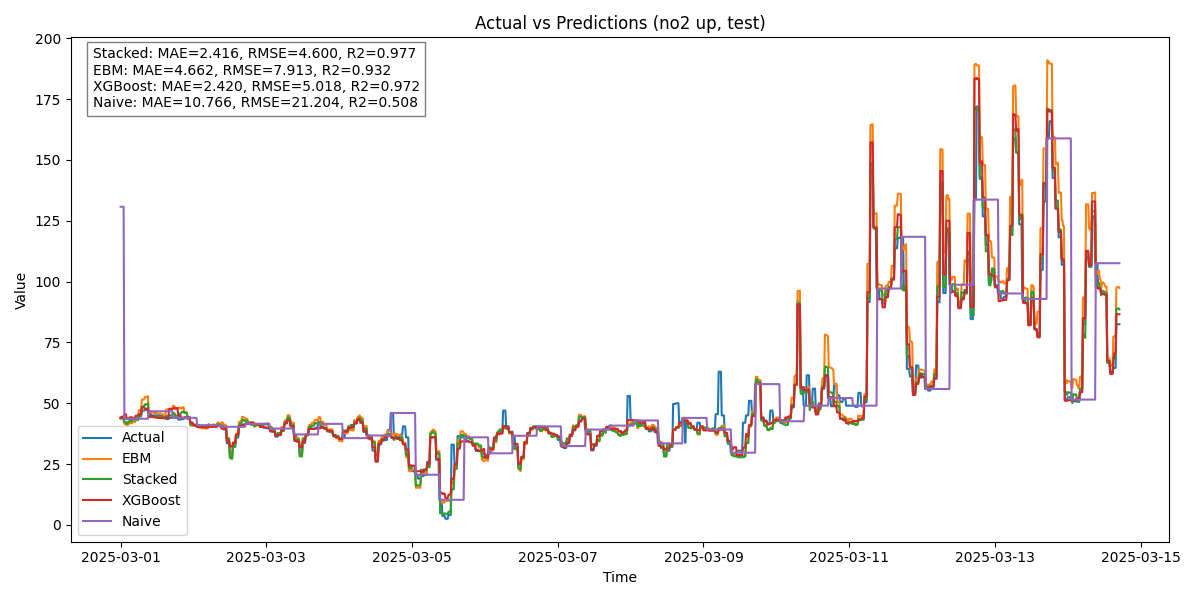 Actual vs Predictions (no2 up, test)
Stacked: MAE=2.416, RMSE=4.600, R2=0.977
EBM: MAE=4.662, RMSE=7.913, R2=0.932
XGBoost: MAE=2.420, RMSE=5.018, R2=0.972
Naive: MAE=10.766, RMSE=21.204, R2=0.508
200
175
150
125
100
75
50
25
0
Value
Actual
EBM
Stacked
XGBoost
Naive
2025-03-01 2025-03-03 2025-03-05 2025-03-07 2025-03-09 2025-03-11 2025-03-13 2025-03-15
Time